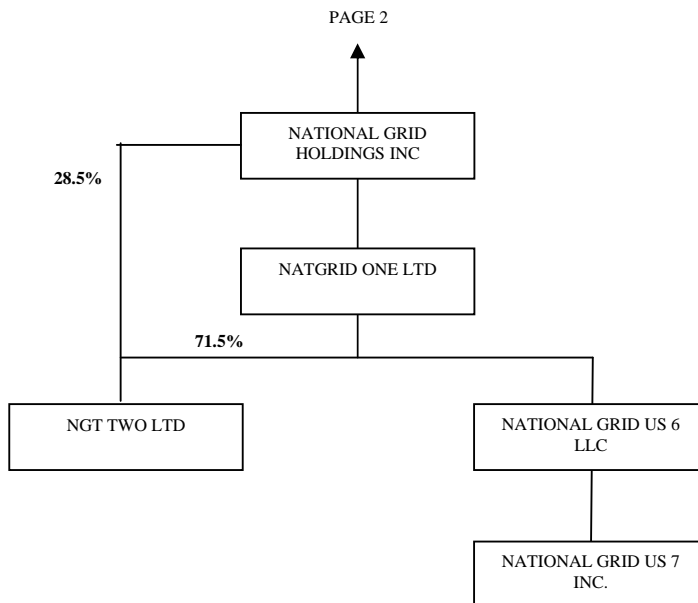 PAGE 2
NATIONAL GRID
HOLDINGS INC
28.5%
NATGRID ONE LTD
71.5%
NGT TWO LTD
NATIONAL GRID US 6
LLC
NATIONAL GRID US 7
INC.